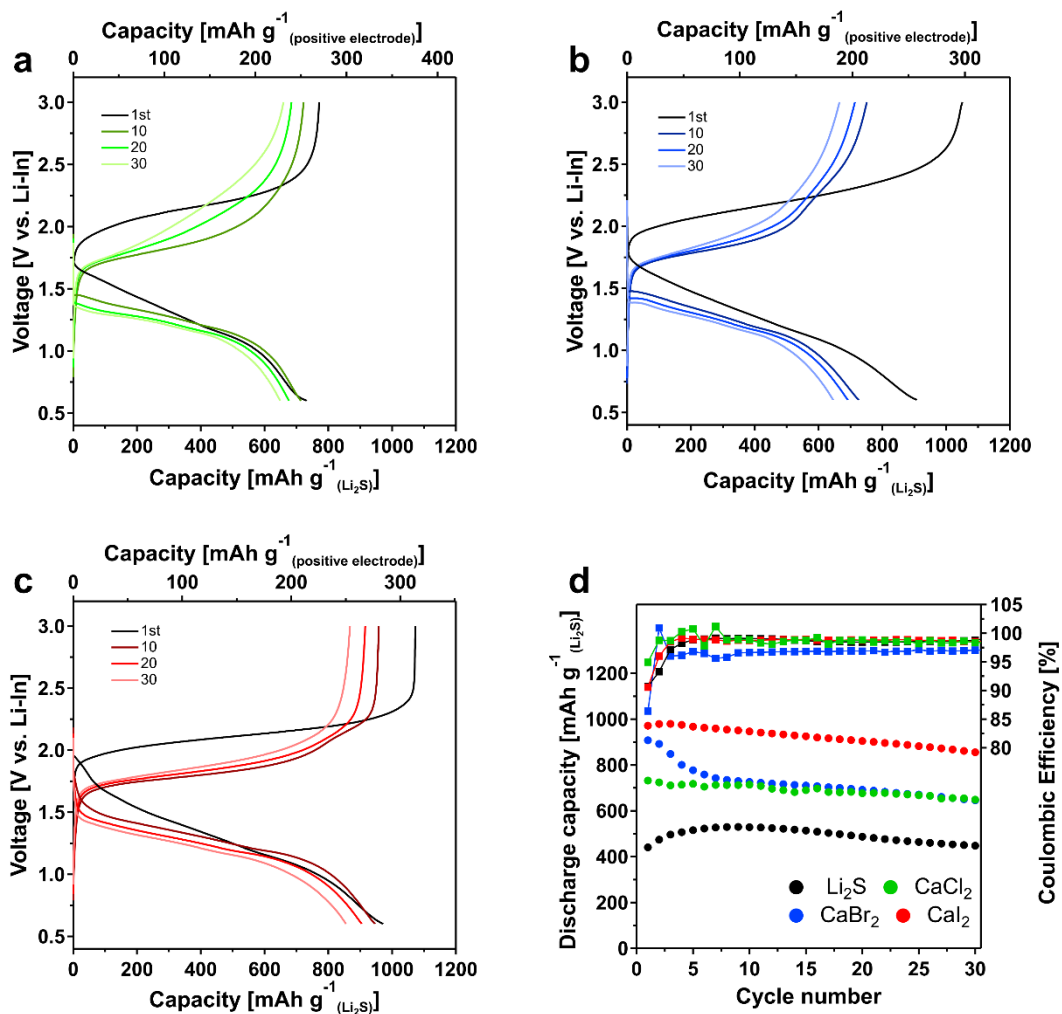 a
Capacity [mAh g⁻¹ (positive electrode)]
0 100 200 300 400
Voltage [V vs. Li-In]
3.0
2.5
2.0
1.5
1.0
0.5
1st
10
20
30
0 200 400 600 800 1000 1200
Capacity [mAh g⁻¹ (Li₂S)]
b
Capacity [mAh g⁻¹ (positive electrode)]
0 100 200 300
Voltage [V vs. Li-In]
3.0
2.5
2.0
1.5
1.0
0.5
1st
10
20
30
0 200 400 600 800 1000 1200
Capacity [mAh g⁻¹ (Li₂S)]
c
Capacity [mAh g⁻¹ (positive electrode)]
0 100 200 300
Voltage [V vs. Li-In]
3.0
2.5
2.0
1.5
1.0
0.5
1st
10
20
30
0 200 400 600 800 1000 1200
Capacity [mAh g⁻¹ (Li₂S)]
d
Discharge capacity [mAh g⁻¹ (Li₂S)]
1200
1000
800
700
600
500
400
300
200
100
0
105
100
95
90
85
80
Coulombic Efficiency [%]
Li₂S CaCl₂
CaBr₂ CaI₂
0 5 10 15 20 25 30
Cycle number